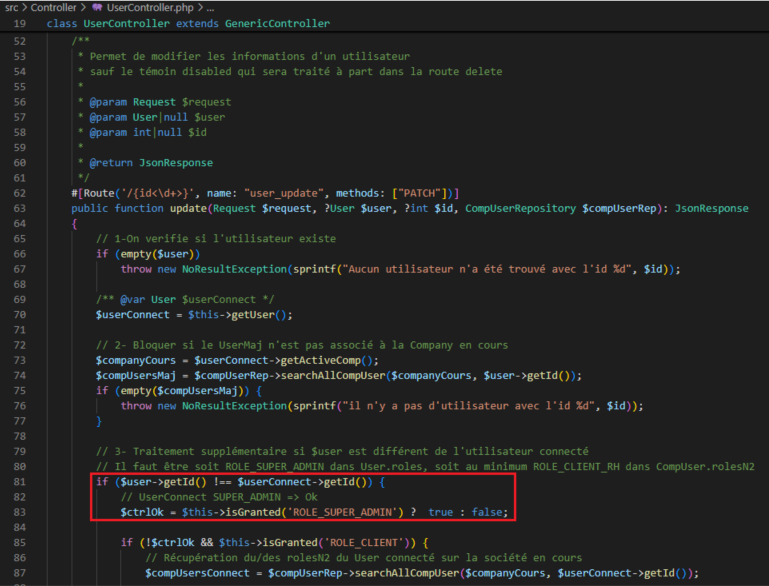 src > Controller > UserController.php > ...
19 class UserController extends GenericController
52 /**
53 * Permet de modifier les informations d'un utilisateur
54 * sauf le témoin disabled qui sera traité à part dans la route delete
55 *
56 * @param Request $request
57 * @param User|null $user
58 * @param int|null $id
59 *
60 * @return JsonResponse
61 */
62 #[Route('/{id<\d+>}', name: "user_update", methods: ["PATCH"])]
63 public function update(Request $request, ?User $user, ?int $id, CompUserRepository $compUserRep): JsonResponse
64 {
65 // 1-On verifie si l'utilisateur existe
66 if (empty($user))
67 throw new NoResultException(sprintf("Aucun utilisateur n'a été trouvé avec l'id %d", $id));
68
69 /** @var User $userConnect */
70 $userConnect = $this->getUser();
71
72 // 2- Bloquer si le UserMaj n'est pas associé à la Company en cours
73 $companyCours = $userConnect->getActiveComp();
74 $compUsersMaj = $compUserRep->searchAllCompUser($companyCours, $user->getId());
75 if (empty($compUsersMaj)) {
76 throw new NoResultException(sprintf("il n'y a pas d'utilisateur avec l'id %d", $id));
77 }
78
79 // 3- Traitement supplémentaire si $user est différent de l'utilisateur connecté
80 // Il faut être soit ROLE_SUPER_ADMIN dans User.roles, soit au minimum ROLE_CLIENT_RH dans CompUser.rolesN2
81 if ($user->getId() !== $userConnect->getId()) {
82 // UserConnect SUPER_ADMIN => Ok
83 $ctrlOk = $this->isGranted('ROLE_SUPER_ADMIN') ? true : false;
84
85 if (!$ctrlOk && $this->isGranted('ROLE_CLIENT')) {
86 // Récupération du/des rolesN2 du User connecté sur la société en cours
87 $compUsersConnect = $compUserRep->searchAllCompUser($companyCours, $userConnect->getId());